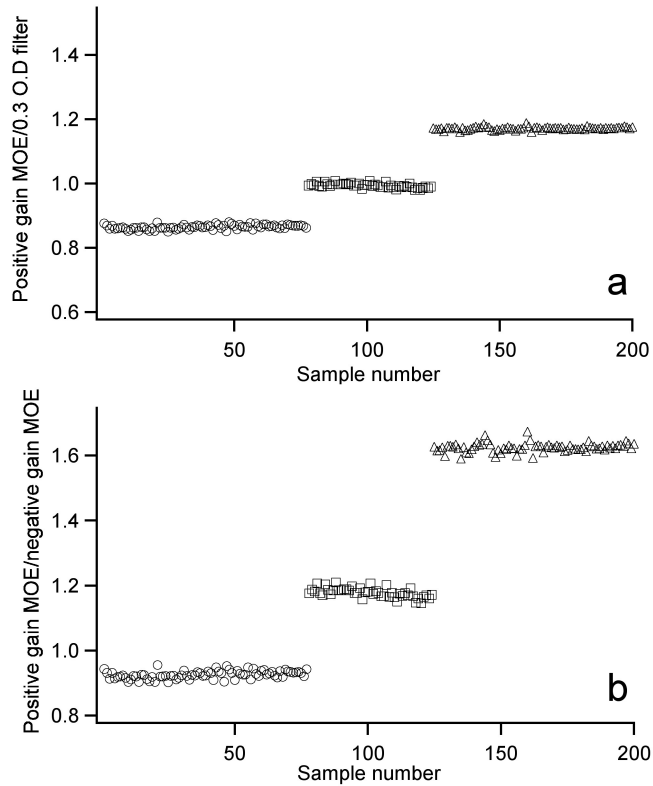 Positive gain MOE/0.3 O.D filter
1.4
1.2
1.0
0.8
0.6
a
50 100 150 200
Sample number
Positive gain MOE/negative gain MOE
1.6
1.4
1.2
1.0
0.8
b
50 100 150 200
Sample number